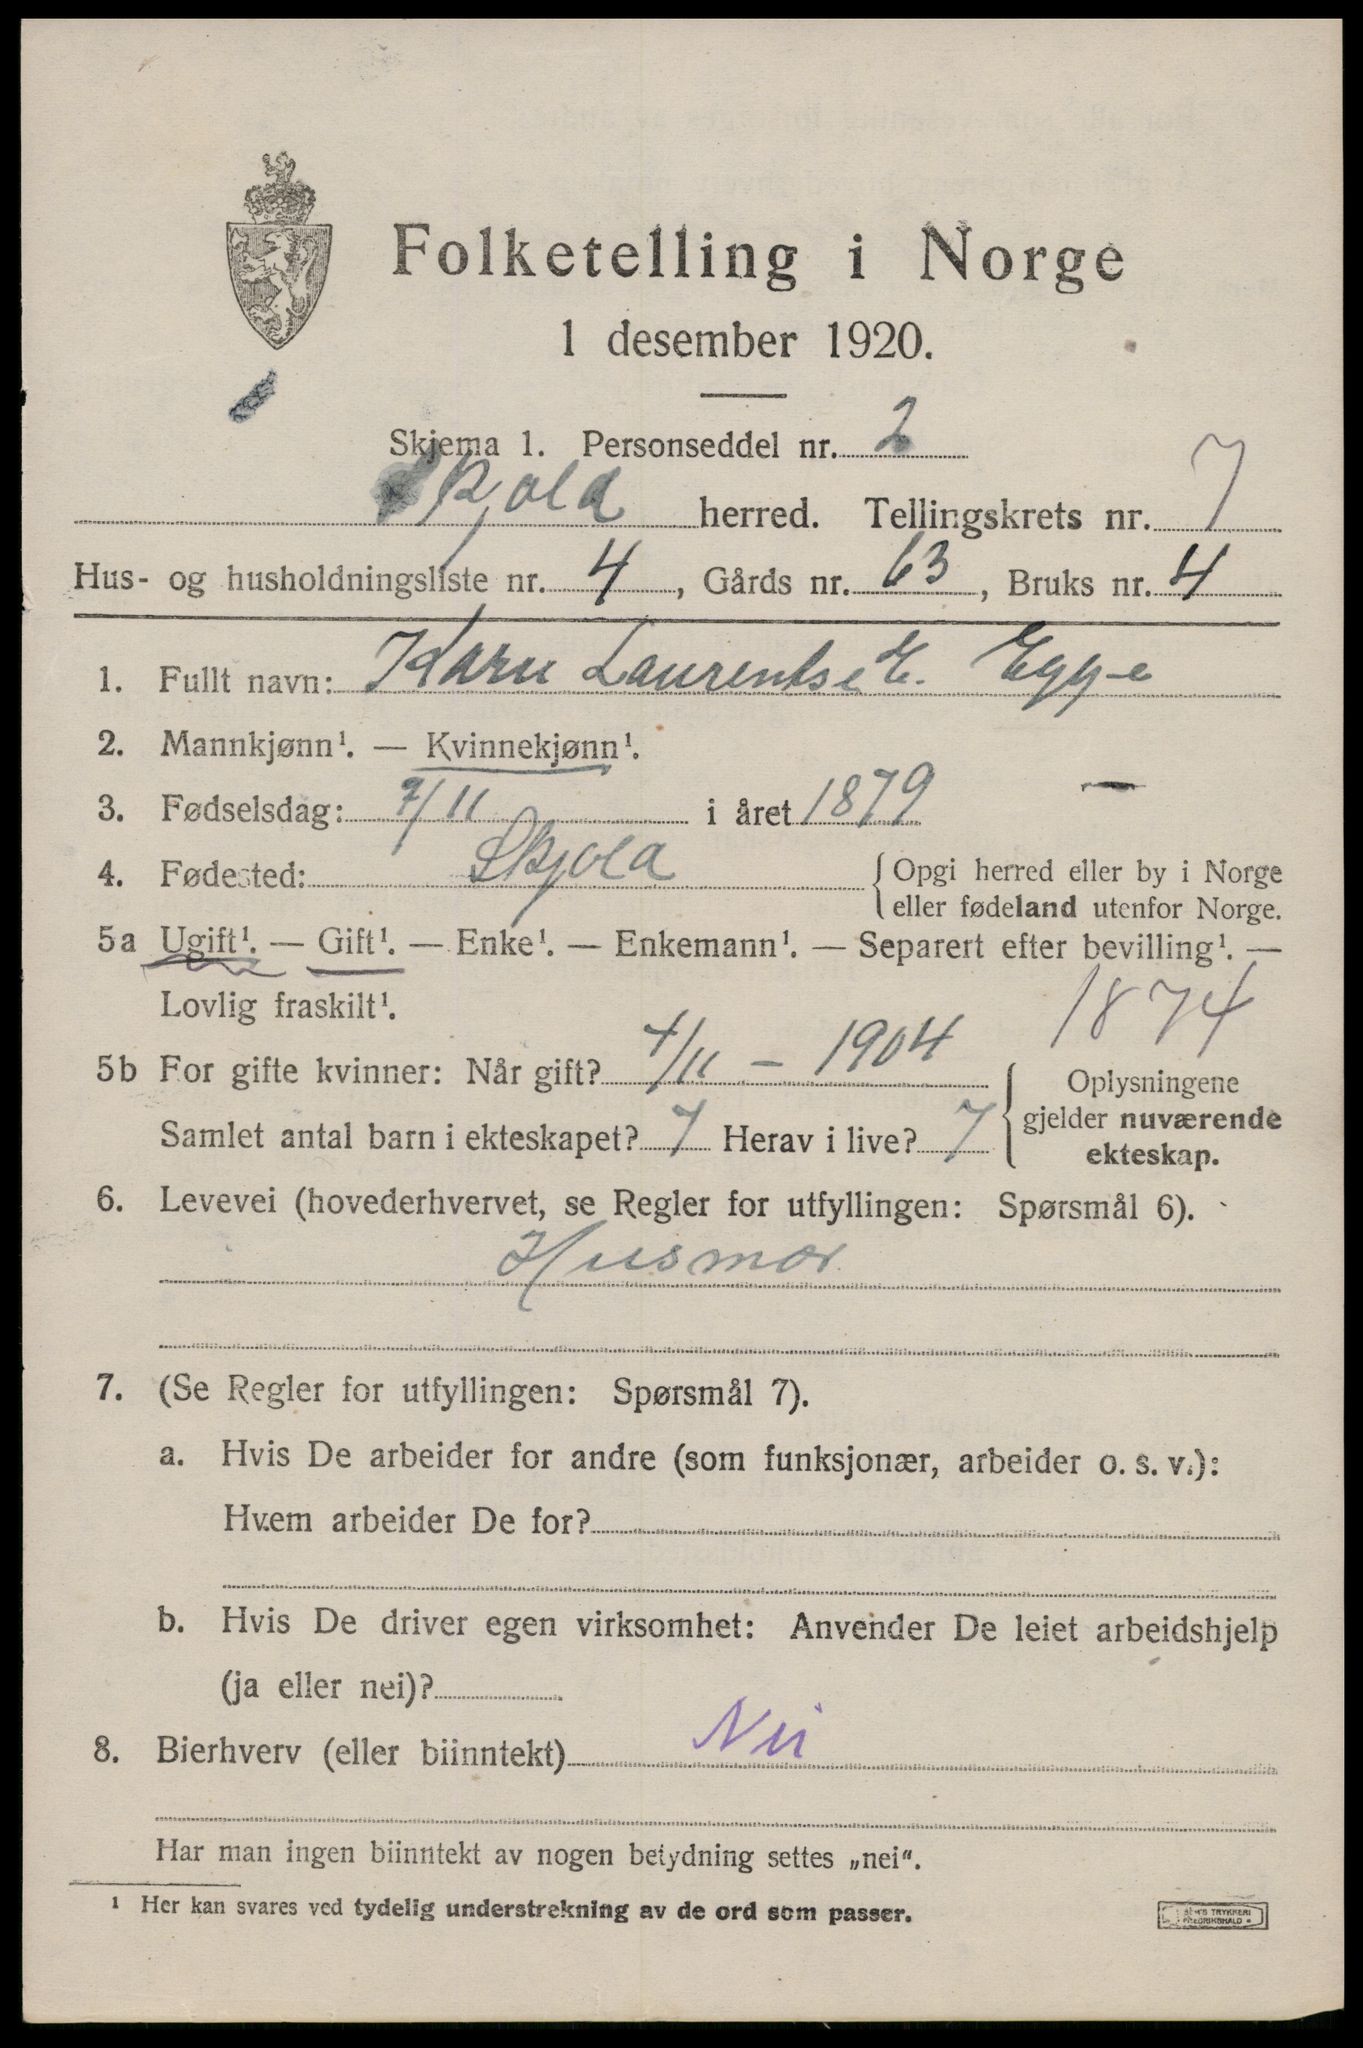 Folketelling i Norge
1 desember 1920.
Skjema 1. Personseddel nr. 2
Skjold herred. Tellingskrets nr. 7
Hus- og husholdningsliste nr. 4, Gårds nr. 63, Bruks nr. 4
1. Fullt navn: Laurentse E. Egge
2. Mannkjønn¹. — Kvinnekjønn¹.
3. Fødselsdag: 7/11 i året 1879
4. Fødested: Skjold { Opgi herred eller by i Norge
eller fødeland utenfor Norge.
5a Ugift¹. — Gift¹. — Enke¹. — Enkemann¹. — Separert efter bevilling¹. —
Lovlig fraskilt¹. 1874
5b For gifte kvinner: Når gift? 4/11 – 1904 { Oplysningene
gjelder nuværende
ekteskap.
Samlet antal barn i ekteskapet? 7 Herav i live? 7
6. Levevei (hovederhvervet, se Regler for utfyllingen: Spørsmål 6).
Husmor
7. (Se Regler for utfyllingen: Spørsmål 7).
a. Hvis De arbeider for andre (som funksjonær, arbeider o. s. v.):
Hvem arbeider De for?
b. Hvis De driver egen virksomhet: Anvender De leiet arbeidshjelp
(ja eller nei)?
8. Bierhverv (eller biinntekt) Nei
Har man ingen biinntekt av nogen betydning settes „nei“.
¹ Her kan svares ved tydelig understrekning av de ord som passer.
TRYKKERI
FREDRIKSHALD